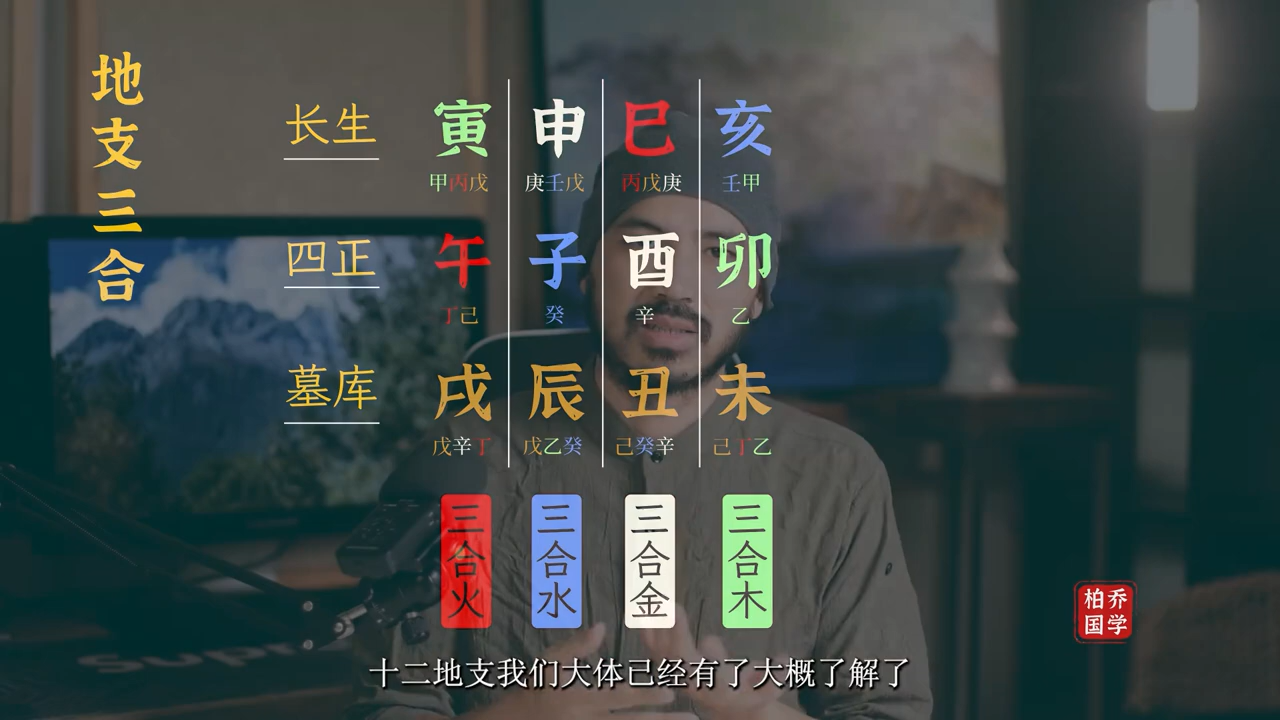 地支三合
长生 寅 申 巳 亥
甲丙戊 庚壬戊 丙戊庚 壬甲
四正 午 子 酉 卯
丁己 癸 辛 乙
墓库 戌 辰 丑 未
戊辛丁 戊乙癸 己癸辛 己丁乙
三合火 三合水 三合金 三合木
柏乔
国学
十二地支我们大体已经有了大概了解了